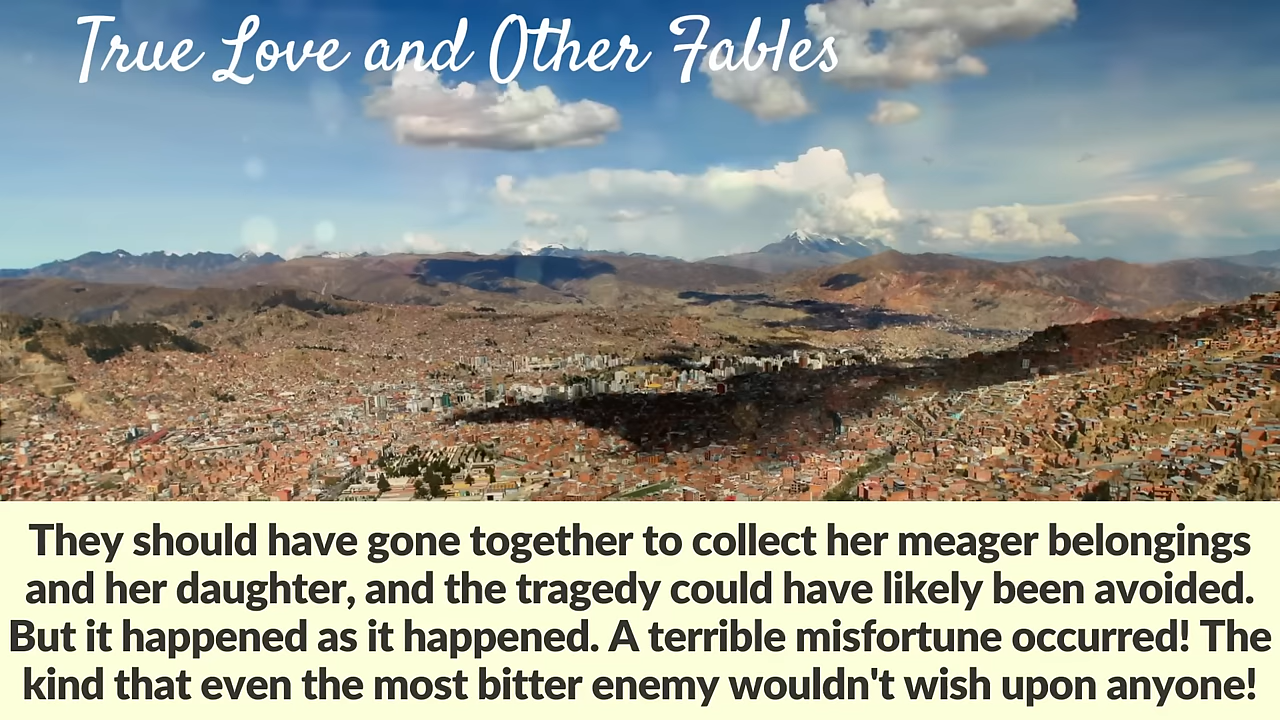 True Love and Other Fables
They should have gone together to collect her meager belongings
and her daughter, and the tragedy could have likely been avoided.
But it happened as it happened. A terrible misfortune occurred! The
kind that even the most bitter enemy wouldn't wish upon anyone!